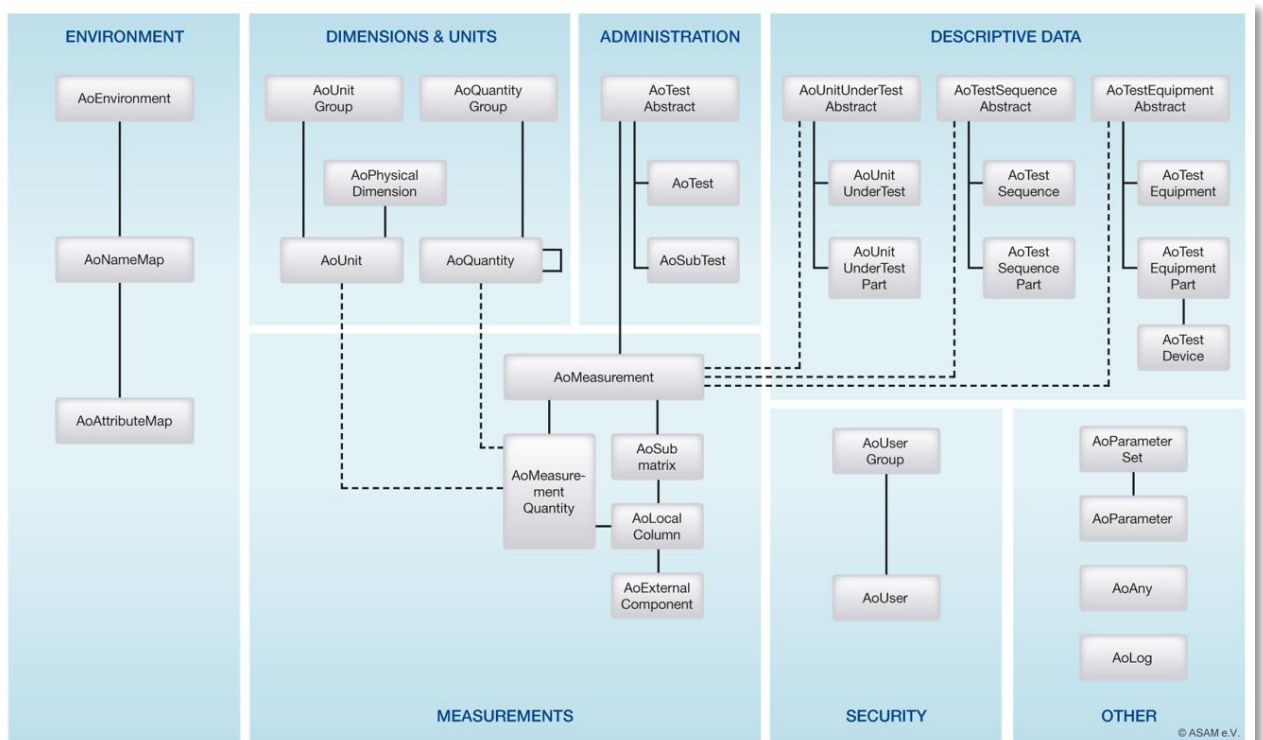 ENVIRONMENT
AoEnvironment
AoNameMap
AoAttributeMap
DIMENSIONS & UNITS
AoUnit
Group
AoQuantity
Group
AoPhysical
Dimension
AoUnit
AoQuantity
ADMINISTRATION
AoTest
Abstract
AoTest
AoSubTest
DESCRIPTIVE DATA
AoUnitUnderTest
Abstract
AoUnit
UnderTest
AoUnit
UnderTest
Part
AoTestSequence
Abstract
AoTest
Sequence
AoTest
Sequence
Part
AoTestEquipment
Abstract
AoTest
Equipment
AoTest
Equipment
Part
AoTest
Device
AoMeasurement
AoMeasure-
ment
Quantity
AoSub
matrix
AoLocal
Column
AoExternal
Component
MEASUREMENTS
AoUser
Group
AoUser
SECURITY
AoParameter
Set
AoParameter
AoAny
AoLog
OTHER
© ASAM e.V.